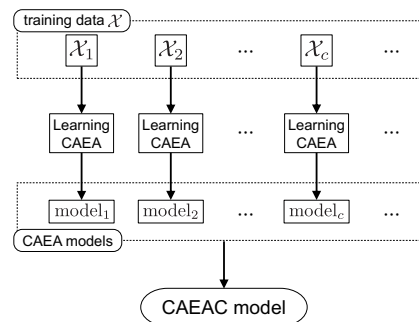 training data 𝒳
𝒳₁ 𝒳₂ ... 𝒳c ...
Learning CAEA Learning CAEA ... Learning CAEA ...
model₁ model₂ ... modelc ...
CAEA models
CAEAC model